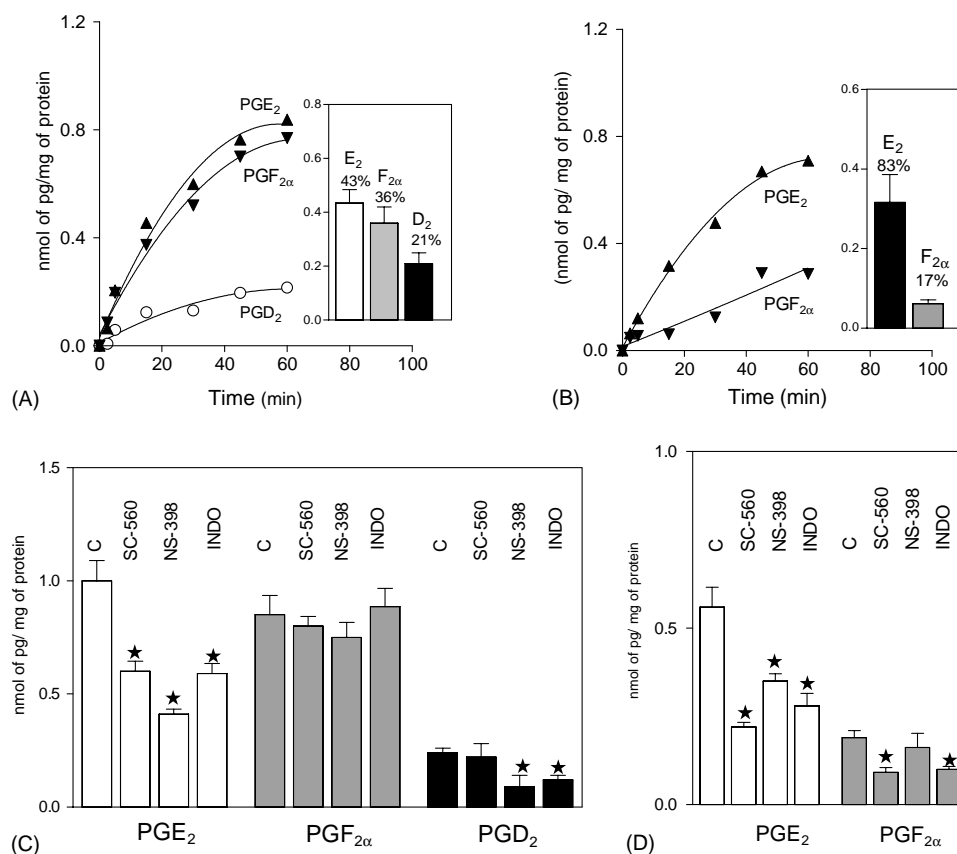 1.2
0.8
0.4
0.0
nmol of pg/mg of protein
PGE2
PGF2α
PGD2
0 20 40 60 80 100
Time (min)
(A)
0.8
0.6
0.4
0.2
0.0
E2
43%
F2α
36%
D2
21%
1.2
0.8
0.4
0.0
(nmol of pg/ mg of protein)
PGE2
PGF2α
0 20 40 60 80 100
Time (min)
(B)
0.6
0.4
0.2
0.0
E2
83%
F2α
17%
1.5
1.0
0.5
0.0
nmol of pg/ mg of protein
C SC-560 NS-398 INDO C SC-560 NS-398 INDO C SC-560 NS-398 INDO
★ ★ ★ ★ ★
PGE2 PGF2α PGD2
(C)
1.0
0.5
0.0
nmol of pg/ mg of protein
C SC-560 NS-398 INDO C SC-560 NS-398 INDO
★ ★ ★ ★ ★
PGE2 PGF2α
(D)